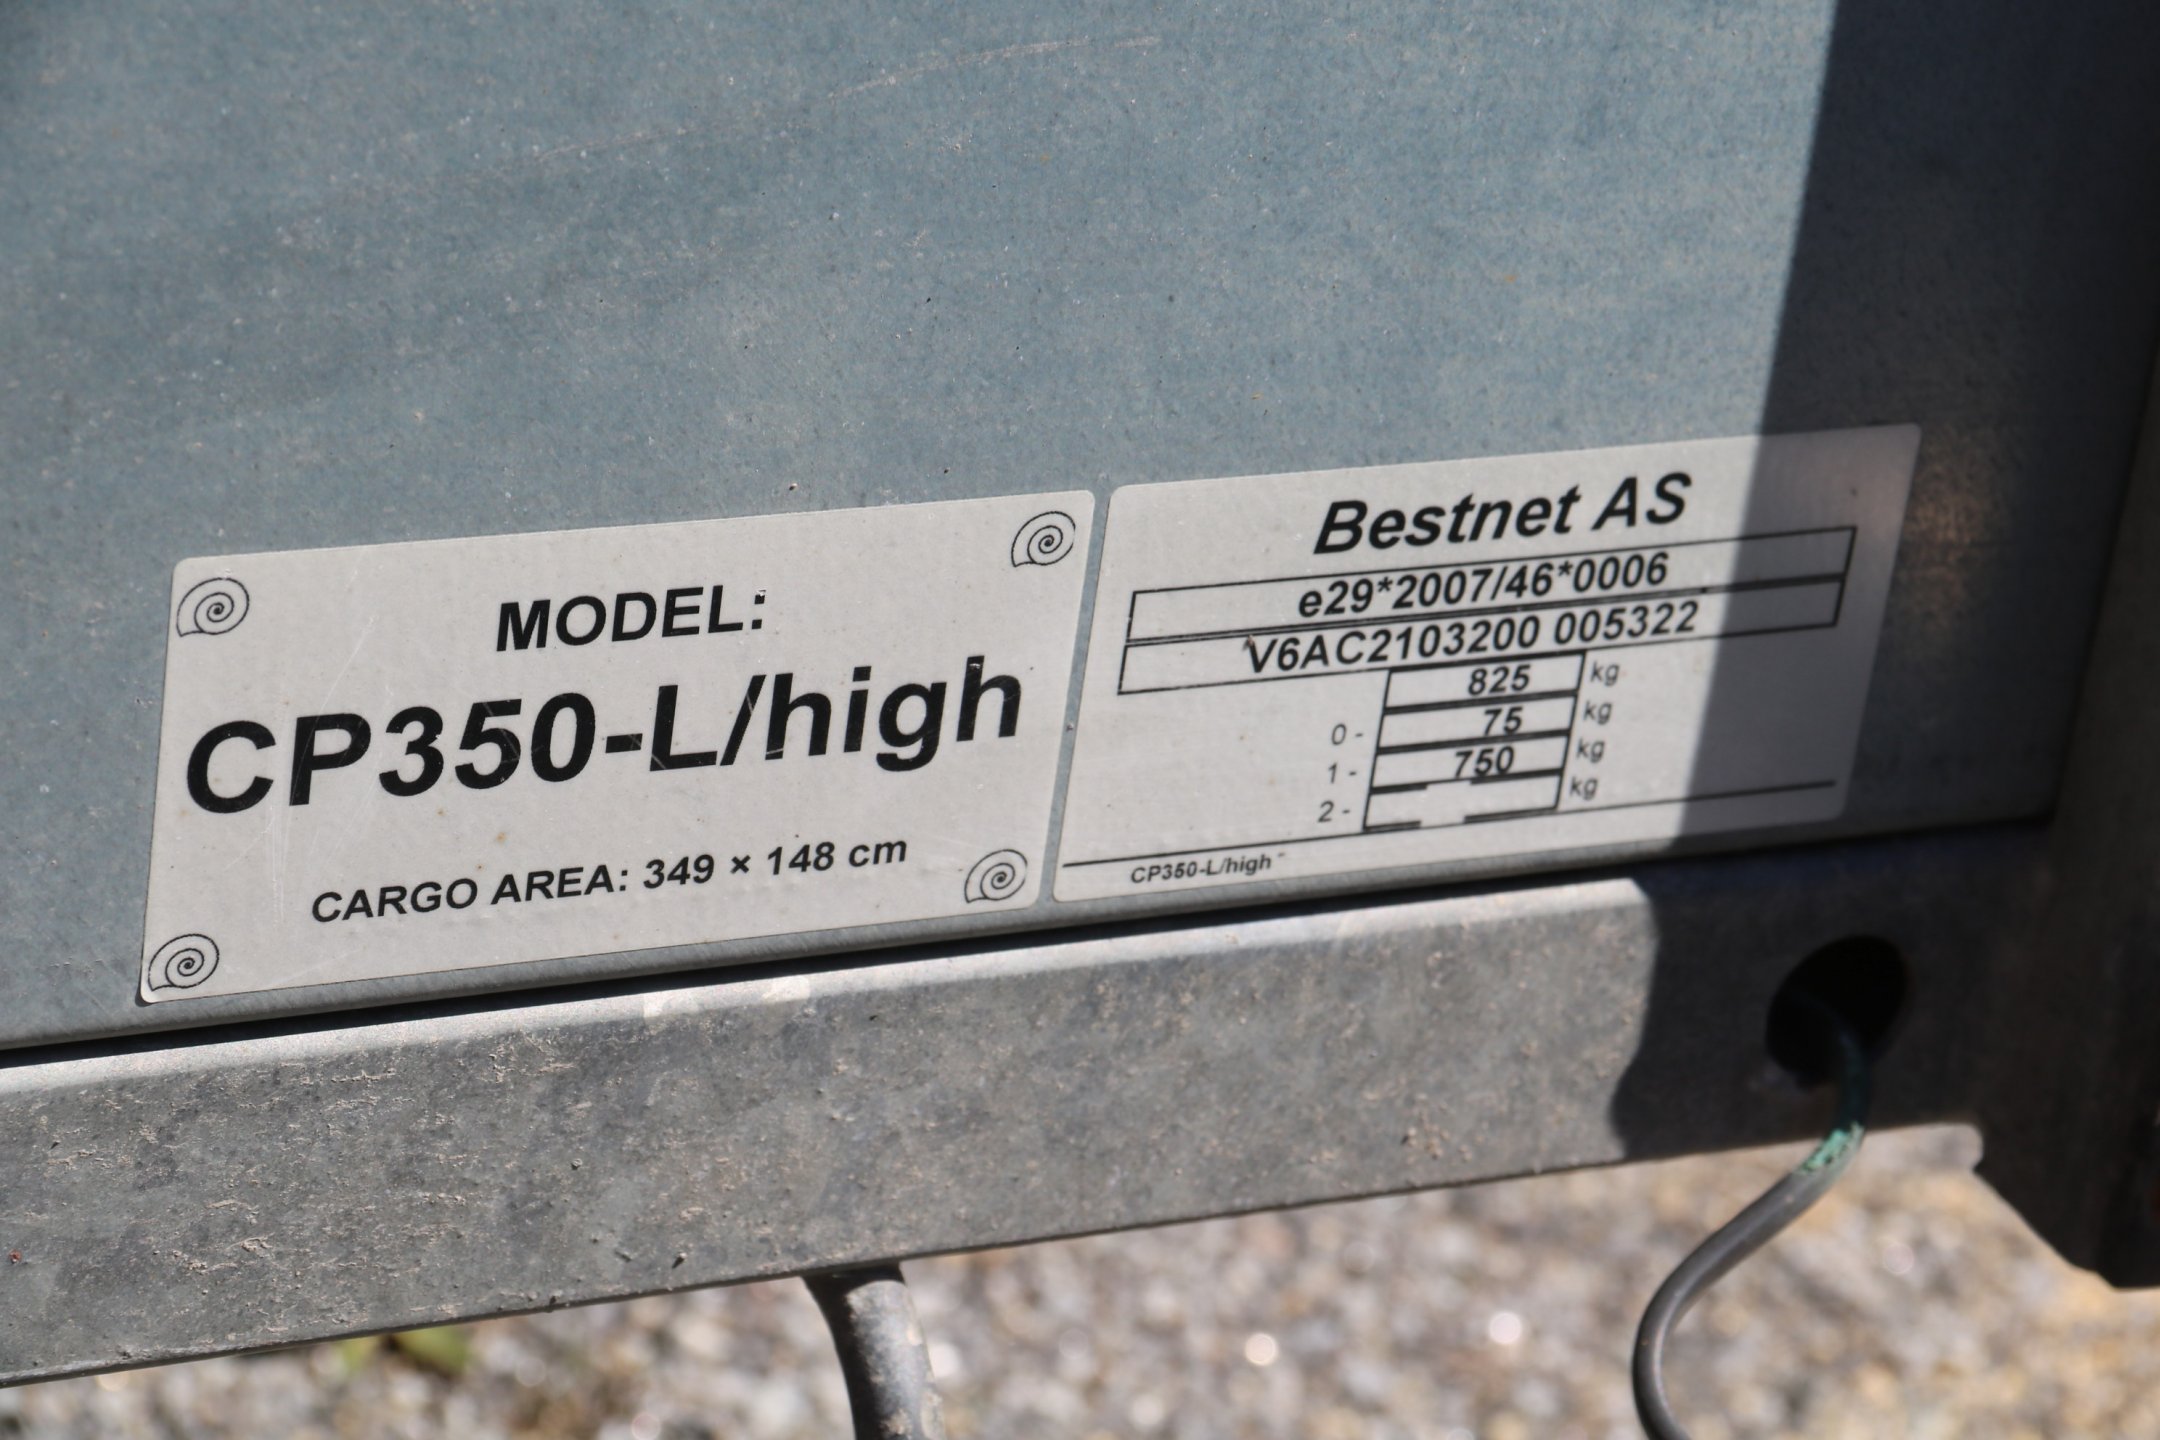 MODEL:
CP350-L/high
CARGO AREA: 349 × 148 cm
Bestnet AS
e29*2007/46*0006
V6AC2103200 005322
825 kg
0 - 75 kg
1 - 750 kg
2 - kg
CP350-L/high